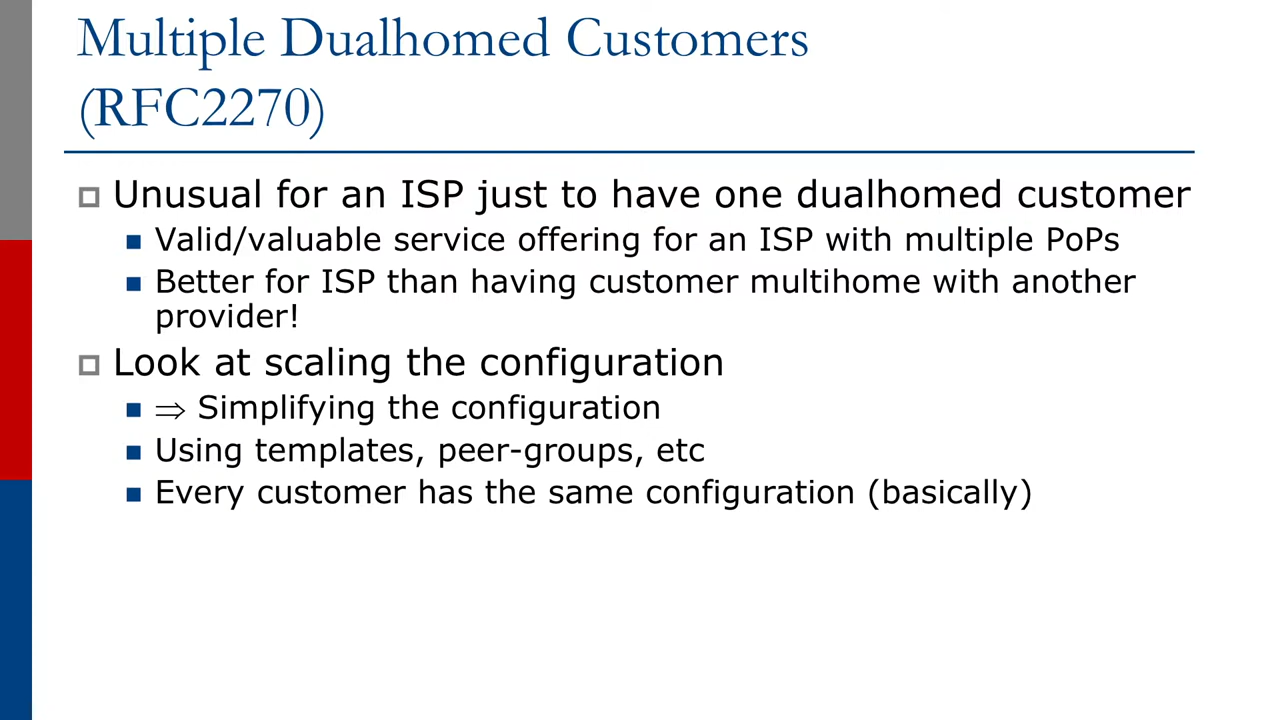 Multiple Dualhomed Customers
(RFC2270)
Unusual for an ISP just to have one dualhomed customer
Valid/valuable service offering for an ISP with multiple PoPs
Better for ISP than having customer multihome with another
provider!
Look at scaling the configuration
⇒ Simplifying the configuration
Using templates, peer-groups, etc
Every customer has the same configuration (basically)